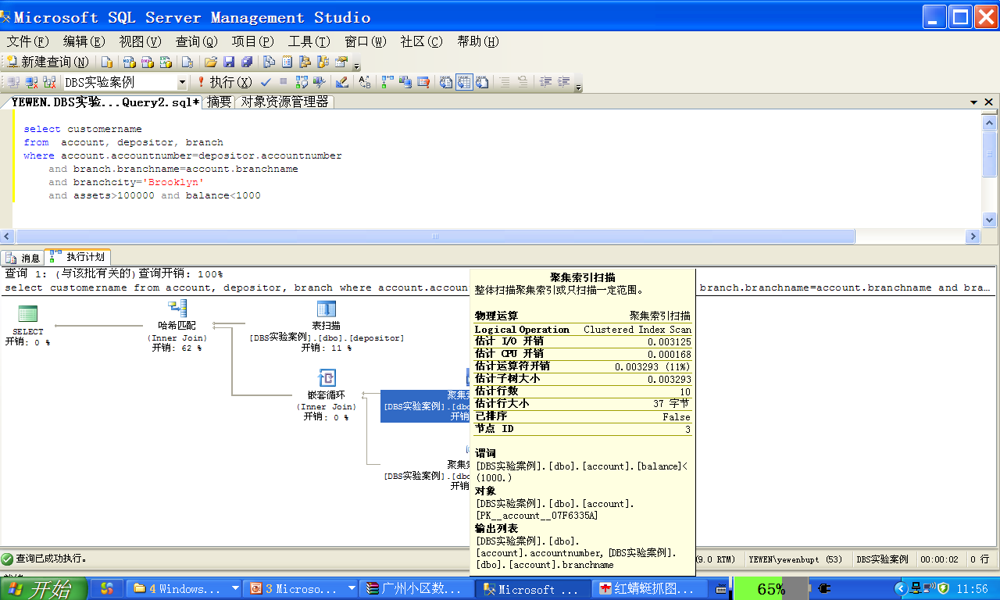 Microsoft SQL Server Management Studio
文件(F) 编辑(E) 视图(V) 查询(Q) 项目(P) 工具(T) 窗口(W) 社区(C) 帮助(H)
新建查询(N)
DBS实验案例 执行(X)
YEWEN.DBS实验...Query2.sql* 摘要 对象资源管理器
select customername
from account, depositor, branch
where account.accountnumber=depositor.accountnumber
and branch.branchname=account.branchname
and branchcity='Brooklyn'
and assets>100000 and balance<1000
消息 执行计划
查询 1: (与该批有关的)查询开销: 100%
select customername from account, depositor, branch where account.accoun
branch.branchname=account.branchname and bra...
SELECT
开销: 0 %
哈希匹配
(Inner Join)
开销: 62 %
表扫描
[DBS实验案例].[dbo].[depositor]
开销: 11 %
嵌套循环
(Inner Join)
开销: 0 %
聚集索
[DBS实验案例].[dbo
开销
聚集索
[DBS实验案例].[dbo
开销
聚集索引扫描
整体扫描聚集索引或只扫描一定范围。
物理运算 聚集索引扫描
Logical Operation Clustered Index Scan
估计 I/O 开销 0.003125
估计 CPU 开销 0.000168
估计运算符开销 0.003293 (11%)
估计子树大小 0.003293
估计行数 10
估计行大小 37 字节
已排序 False
节点 ID 3
谓词
[DBS实验案例].[dbo].[account].[balance]<
(1000.)
对象
[DBS实验案例].[dbo].[account].
[PK__account__07F6335A]
输出列表
[DBS实验案例].[dbo].
[account].accountnumber, [DBS实验案例].
[dbo].[account].branchname
查询已成功执行。
(9.0 RTM) YEWEN\yewenbupt (53) DBS实验案例 00:00:02 0 行
开始 4 Windows... 3 Microso... 广州小区数... Microsoft ... 红蜻蜓抓图... 65% 11:56